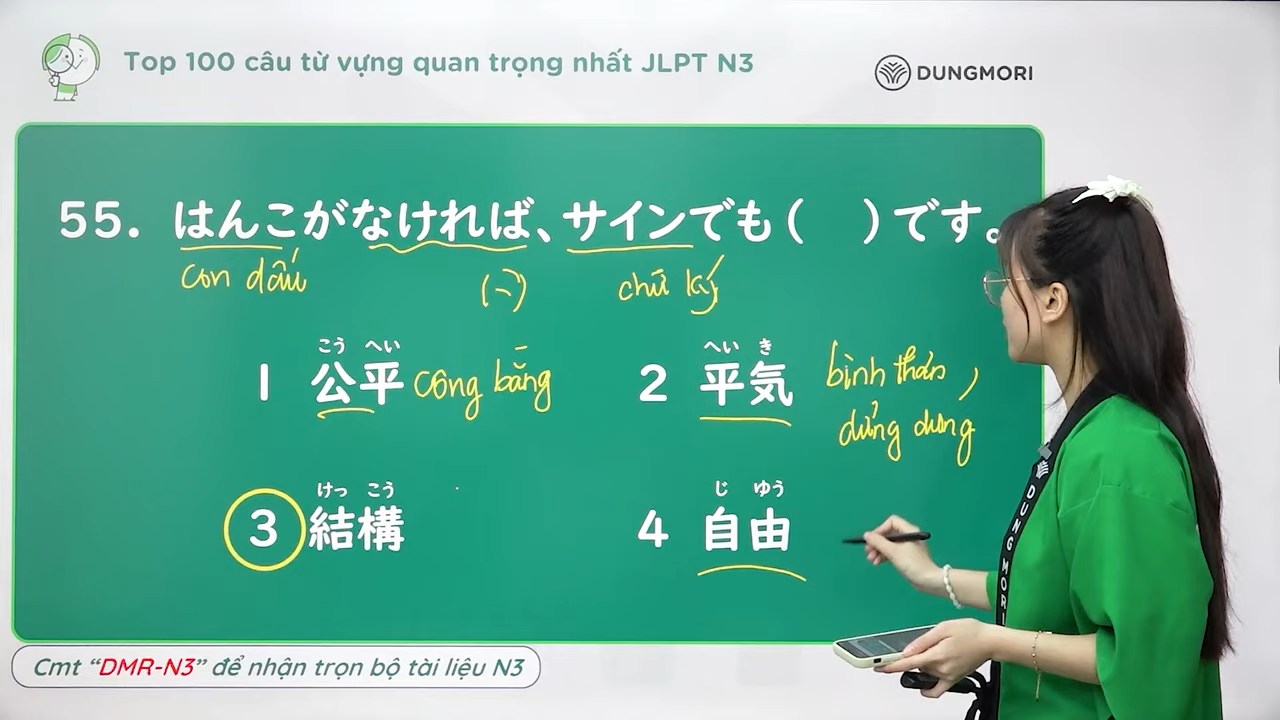 Top 100 câu từ vựng quan trọng nhất JLPT N3
DUNGMORI
55. はんこがなければ、サインでも( )です。
con dấu (-) chữ ký
こう へい
1 公平 công bằng
へい き
2 平気 bình thản,
dửng dưng
けっ こう
3 結構
じ ゆう
4 自由
DUNG MORI
Cmt “DMR-N3” để nhận trọn bộ tài liệu N3